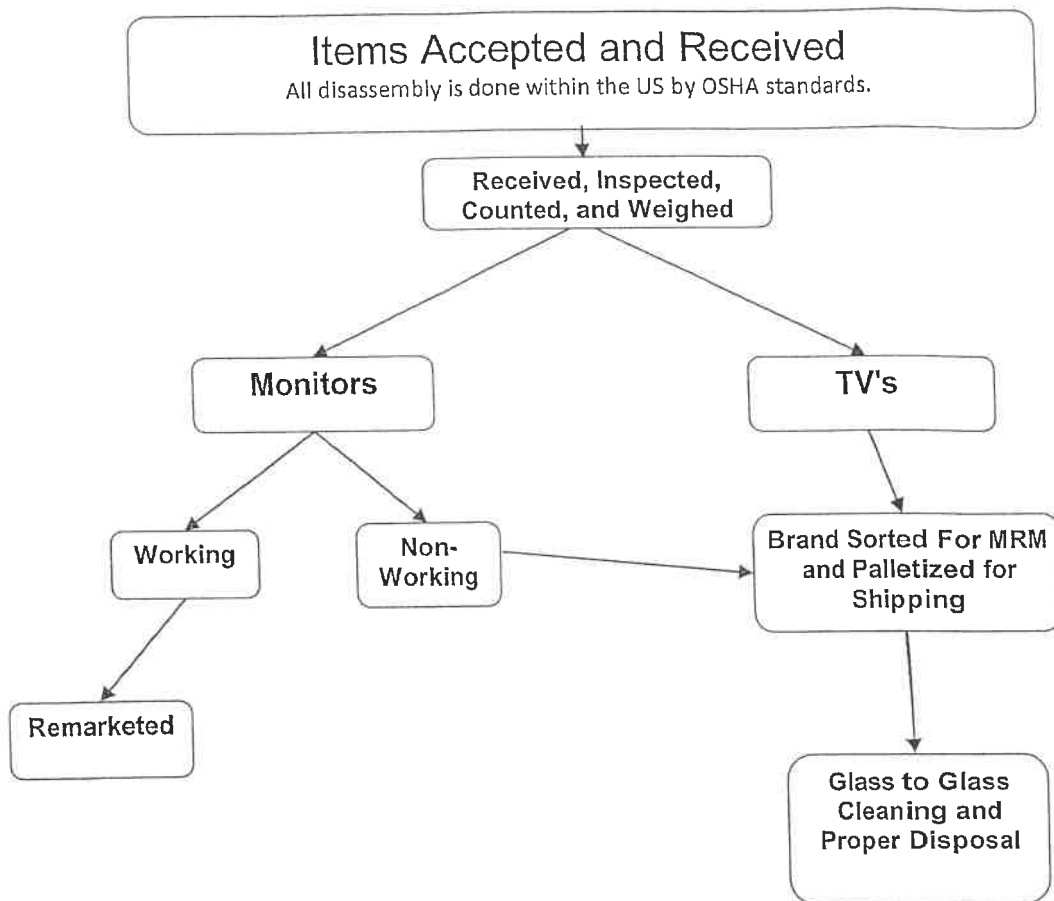 Items Accepted and Received
All disassembly is done within the US by OSHA standards.
Received, Inspected,
Counted, and Weighed
Monitors
TV's
Working
Non-
Working
Brand Sorted For MRM
and Palletized for
Shipping
Remarketed
Glass to Glass
Cleaning and
Proper Disposal